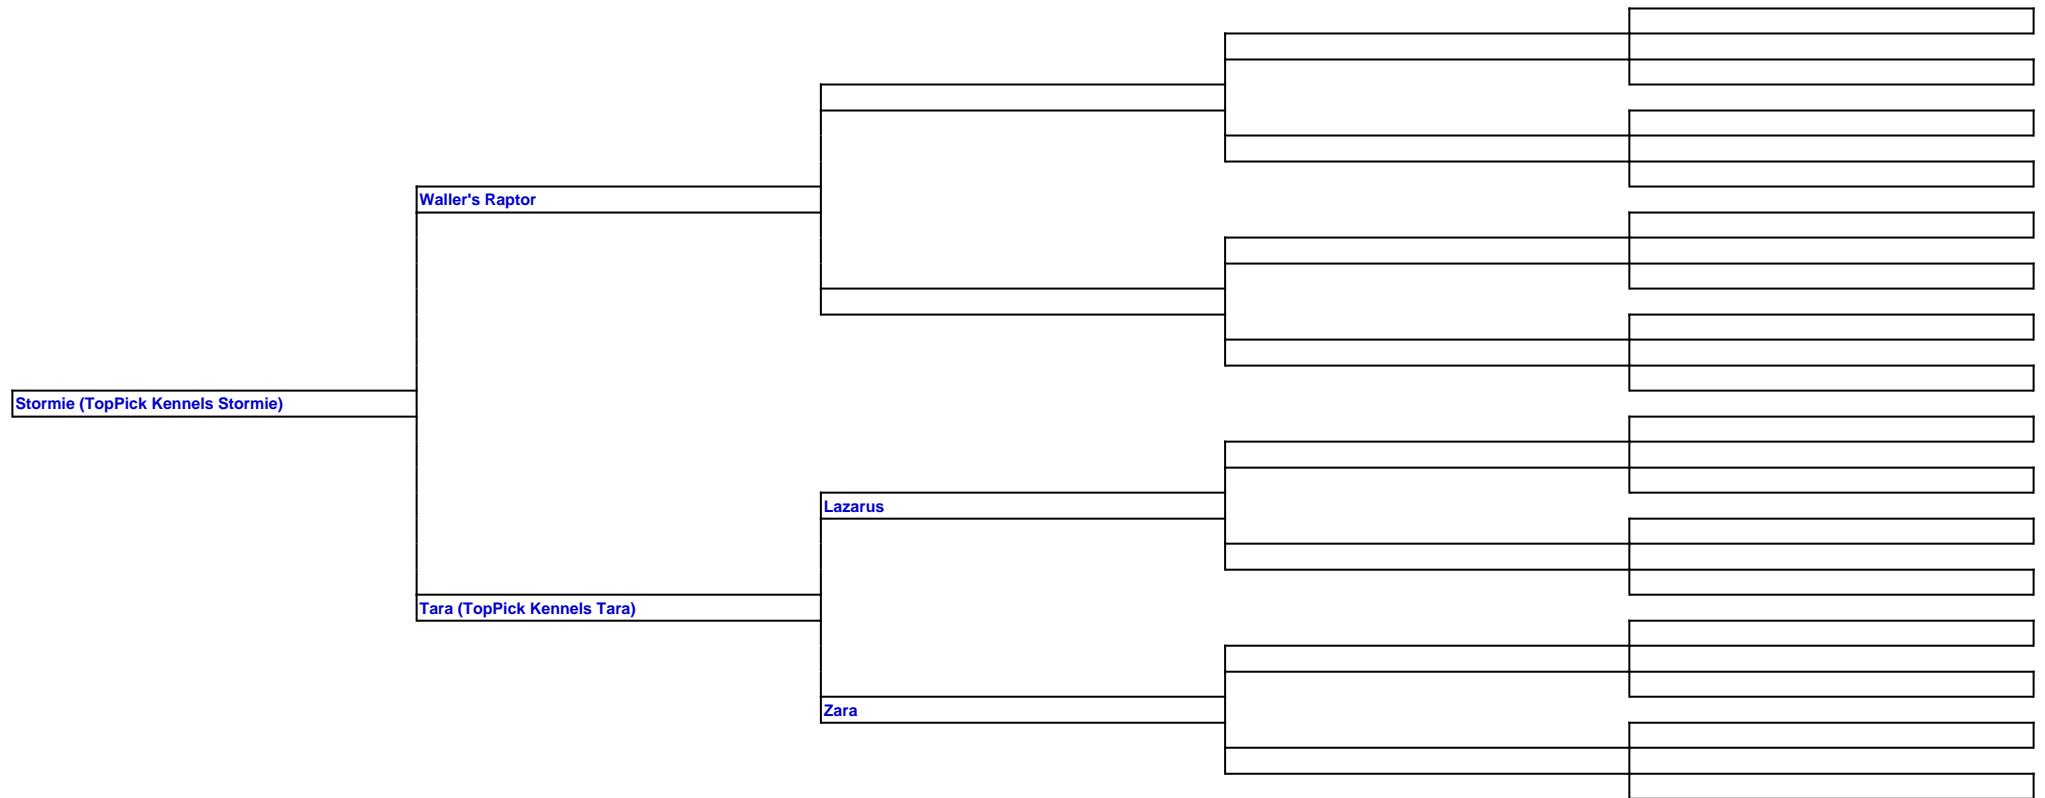 Waller's Raptor
Stormie (TopPick Kennels Stormie)
Lazarus
Tara (TopPick Kennels Tara)
Zara